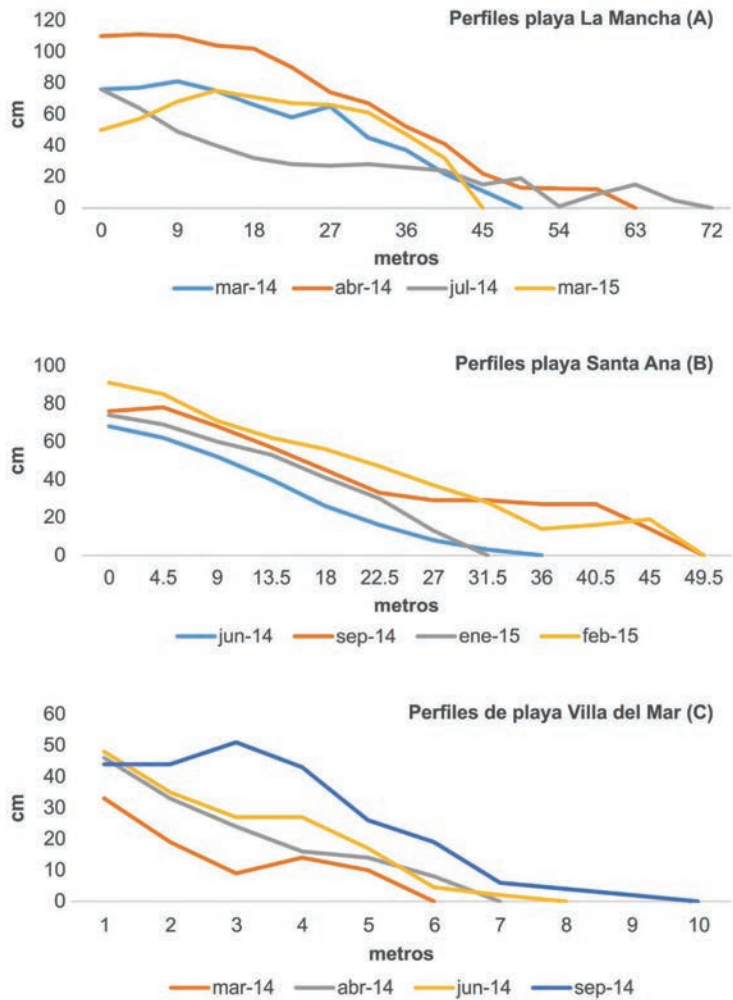 Perfiles playa La Mancha (A)
120
100
80
60
40
20
0
cm
0 9 18 27 36 45 54 63 72
metros
mar-14 abr-14 jul-14 mar-15
Perfiles playa Santa Ana (B)
100
80
60
40
20
0
cm
0 4.5 9 13.5 18 22.5 27 31.5 36 40.5 45 49.5
metros
jun-14 sep-14 ene-15 feb-15
Perfiles de playa Villa del Mar (C)
60
50
40
30
20
10
0
cm
1 2 3 4 5 6 7 8 9 10
metros
mar-14 abr-14 jun-14 sep-14